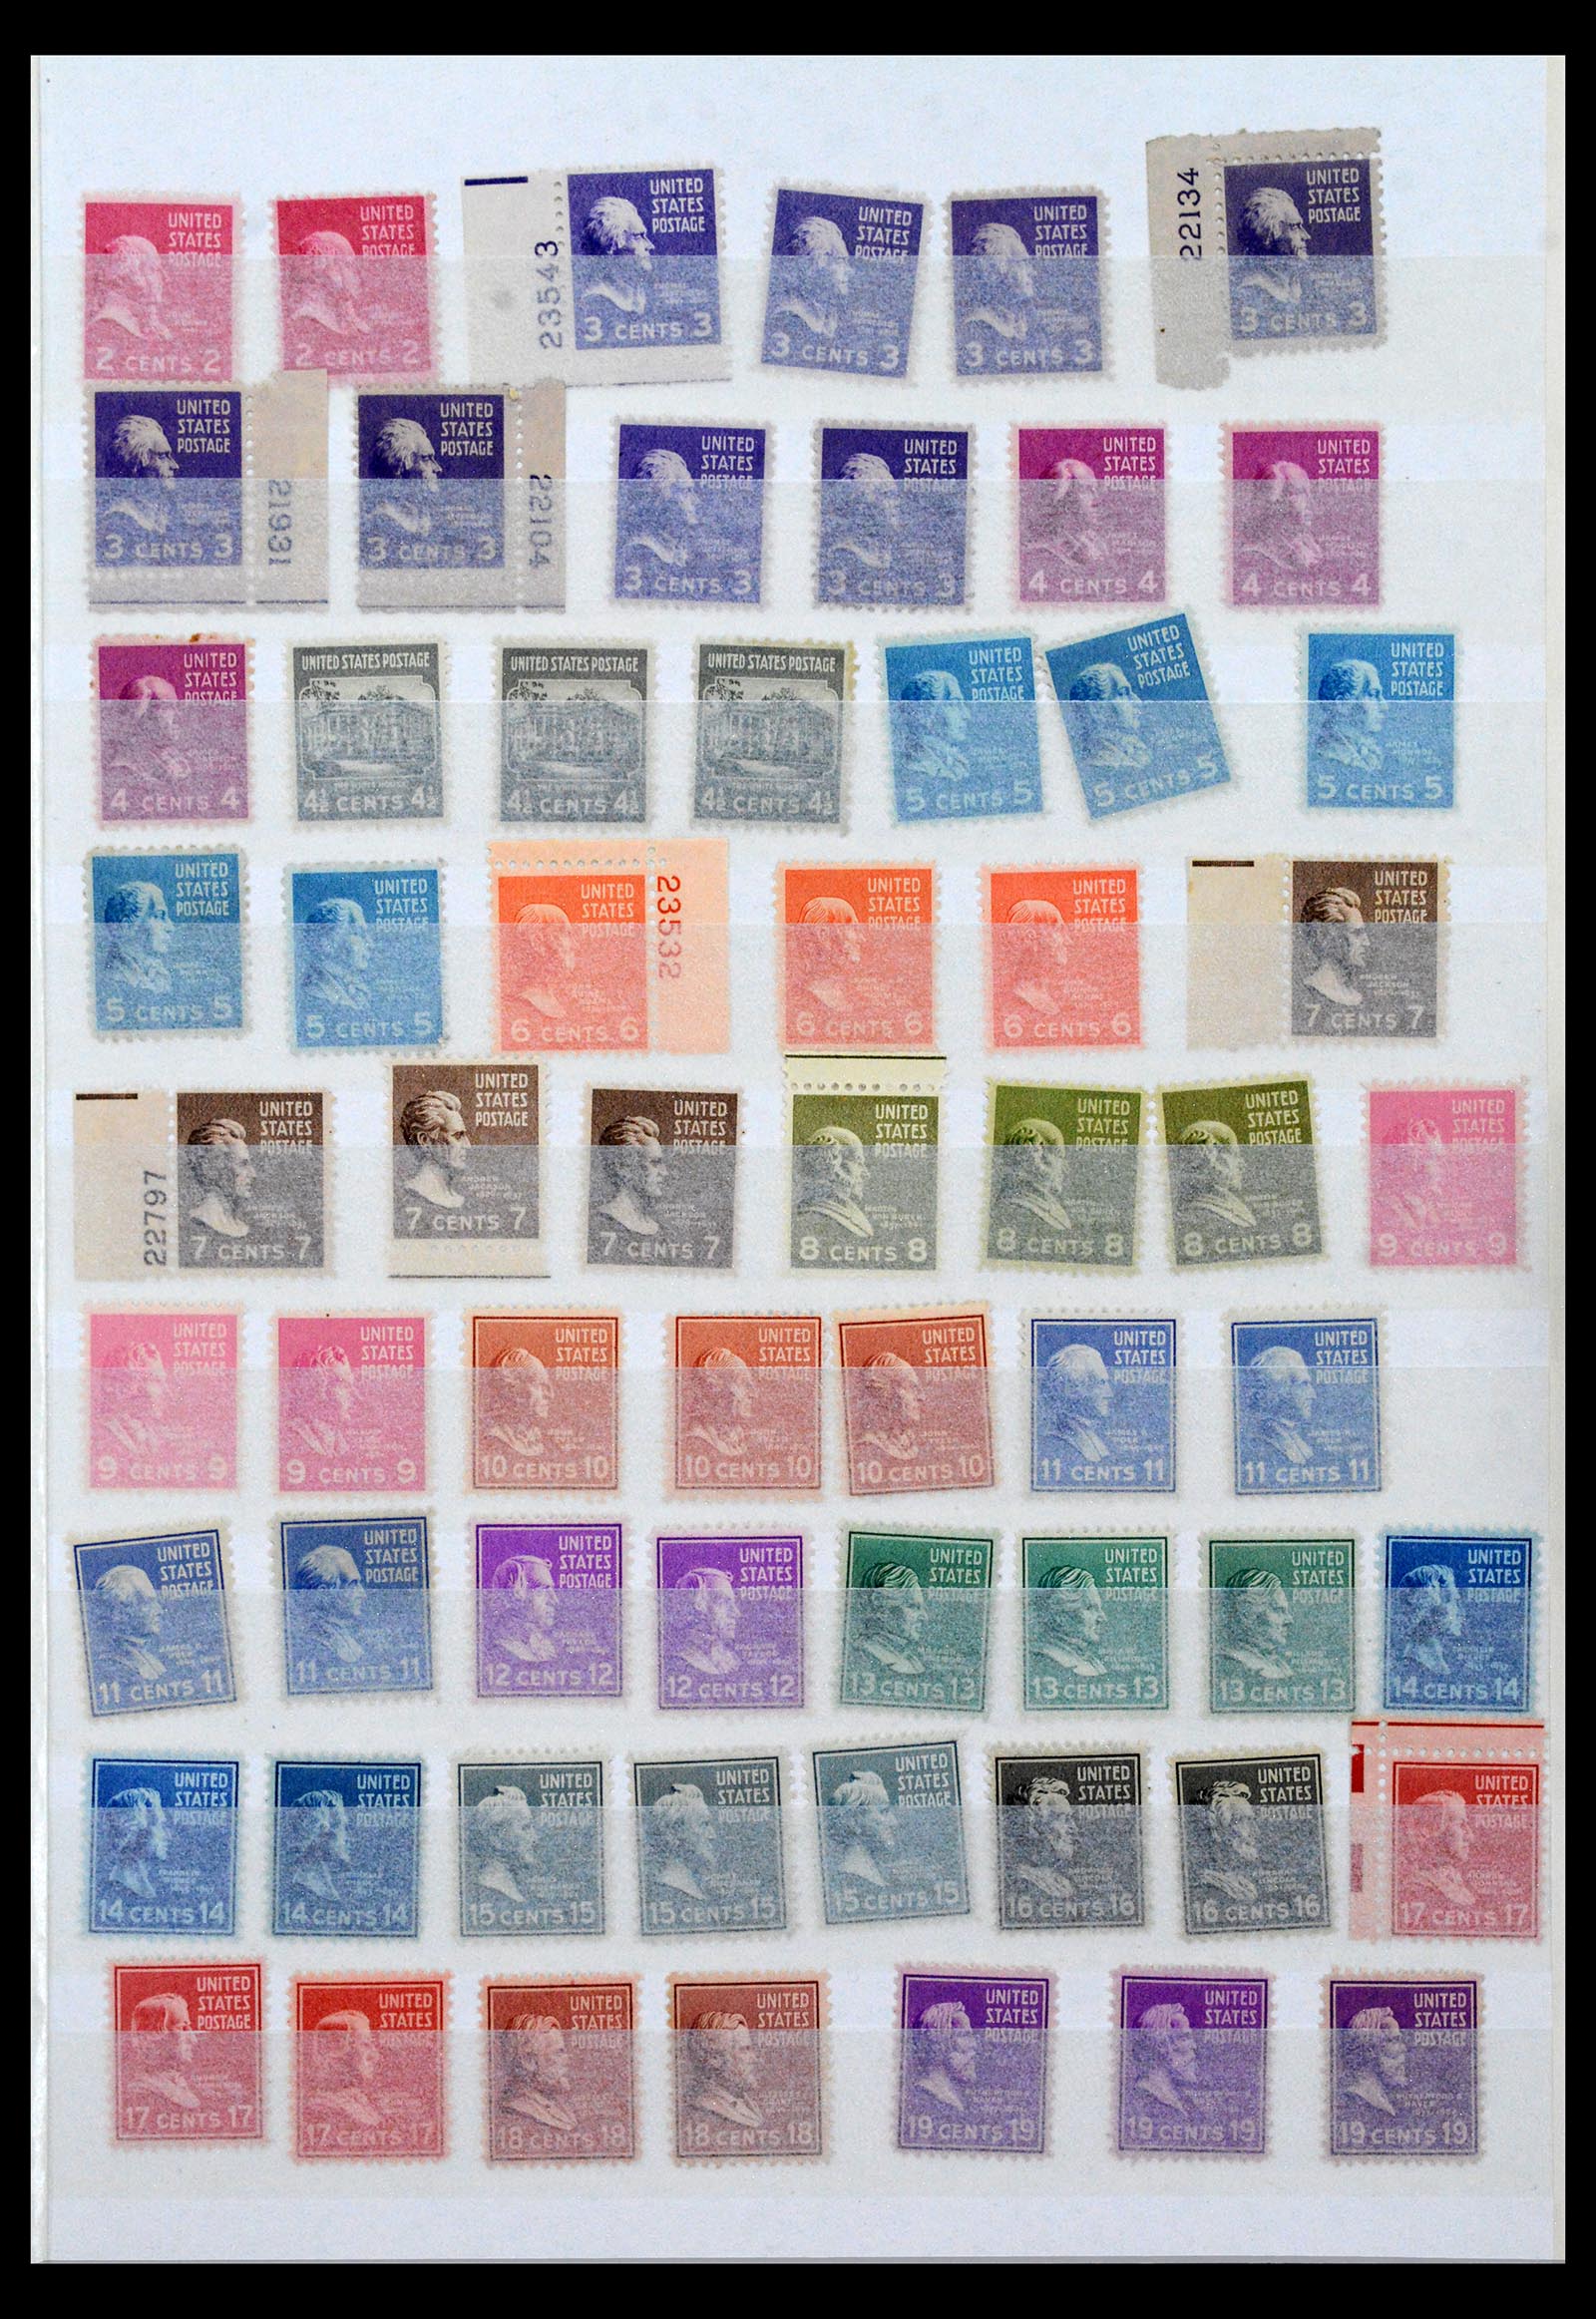 UNITED
STATES
POSTAGE
2 CENTS 2
UNITED
STATES
POSTAGE
2 CENTS 2
23543
UNITED
STATES
POSTAGE
3 CENTS 3
UNITED
STATES
POSTAGE
3 CENTS 3
UNITED
STATES
POSTAGE
3 CENTS 3
22134
UNITED
STATES
POSTAGE
3 CENTS 3
UNITED
STATES
POSTAGE
3 CENTS 3
21931
UNITED
STATES
POSTAGE
3 CENTS 3
22104
UNITED
STATES
POSTAGE
3 CENTS 3
UNITED
STATES
POSTAGE
3 CENTS 3
UNITED
STATES
POSTAGE
4 CENTS 4
UNITED
STATES
POSTAGE
4 CENTS 4
UNITED
STATES
POSTAGE
4 CENTS 4
UNITED STATES POSTAGE
4½ CENTS 4½
UNITED STATES POSTAGE
4½ CENTS 4½
UNITED STATES POSTAGE
4½ CENTS 4½
UNITED
STATES
POSTAGE
5 CENTS 5
UNITED
STATES
POSTAGE
5 CENTS 5
UNITED
STATES
POSTAGE
5 CENTS 5
UNITED
STATES
POSTAGE
5 CENTS 5
UNITED
STATES
POSTAGE
5 CENTS 5
UNITED
STATES
POSTAGE
6 CENTS 6
23532
UNITED
STATES
POSTAGE
6 CENTS 6
UNITED
STATES
POSTAGE
6 CENTS 6
UNITED
STATES
POSTAGE
ANDREW
JACKSON
7 CENTS 7
22797
UNITED
STATES
POSTAGE
ANDREW
JACKSON
7 CENTS 7
UNITED
STATES
POSTAGE
ANDREW
JACKSON
7 CENTS 7
UNITED
STATES
POSTAGE
7 CENTS 7
UNITED
STATES
POSTAGE
MARTIN
VAN BUREN
8 CENTS 8
UNITED
STATES
POSTAGE
8 CENTS 8
UNITED
STATES
POSTAGE
8 CENTS 8
UNITED
STATES
POSTAGE
9 CENTS 9
UNITED
STATES
POSTAGE
9 CENTS 9
UNITED
STATES
POSTAGE
9 CENTS 9
UNITED
STATES
POSTAGE
10 CENTS 10
UNITED
STATES
POSTAGE
10 CENTS 10
UNITED
STATES
POSTAGE
10 CENTS 10
UNITED
STATES
POSTAGE
11 CENTS 11
UNITED
STATES
POSTAGE
11 CENTS 11
UNITED
STATES
POSTAGE
11 CENTS 11
UNITED
STATES
POSTAGE
11 CENTS 11
UNITED
STATES
POSTAGE
12 CENTS 12
UNITED
STATES
POSTAGE
12 CENTS 12
UNITED
STATES
POSTAGE
13 CENTS 13
UNITED
STATES
POSTAGE
13 CENTS 13
UNITED
STATES
POSTAGE
13 CENTS 13
UNITED
STATES
POSTAGE
14 CENTS 14
UNITED
STATES
POSTAGE
14 CENTS 14
UNITED
STATES
POSTAGE
14 CENTS 14
UNITED
STATES
POSTAGE
15 CENTS 15
UNITED
STATES
POSTAGE
15 CENTS 15
UNITED
STATES
POSTAGE
15 CENTS 15
UNITED
STATES
POSTAGE
16 CENTS 16
UNITED
STATES
POSTAGE
16 CENTS 16
UNITED
STATES
POSTAGE
17 CENTS 17
UNITED
STATES
POSTAGE
17 CENTS 17
UNITED
STATES
POSTAGE
17 CENTS 17
UNITED
STATES
POSTAGE
18 CENTS 18
UNITED
STATES
POSTAGE
18 CENTS 18
UNITED
STATES
POSTAGE
19 CENTS 19
UNITED
STATES
POSTAGE
19 CENTS 19
UNITED
STATES
POSTAGE
19 CENTS 19